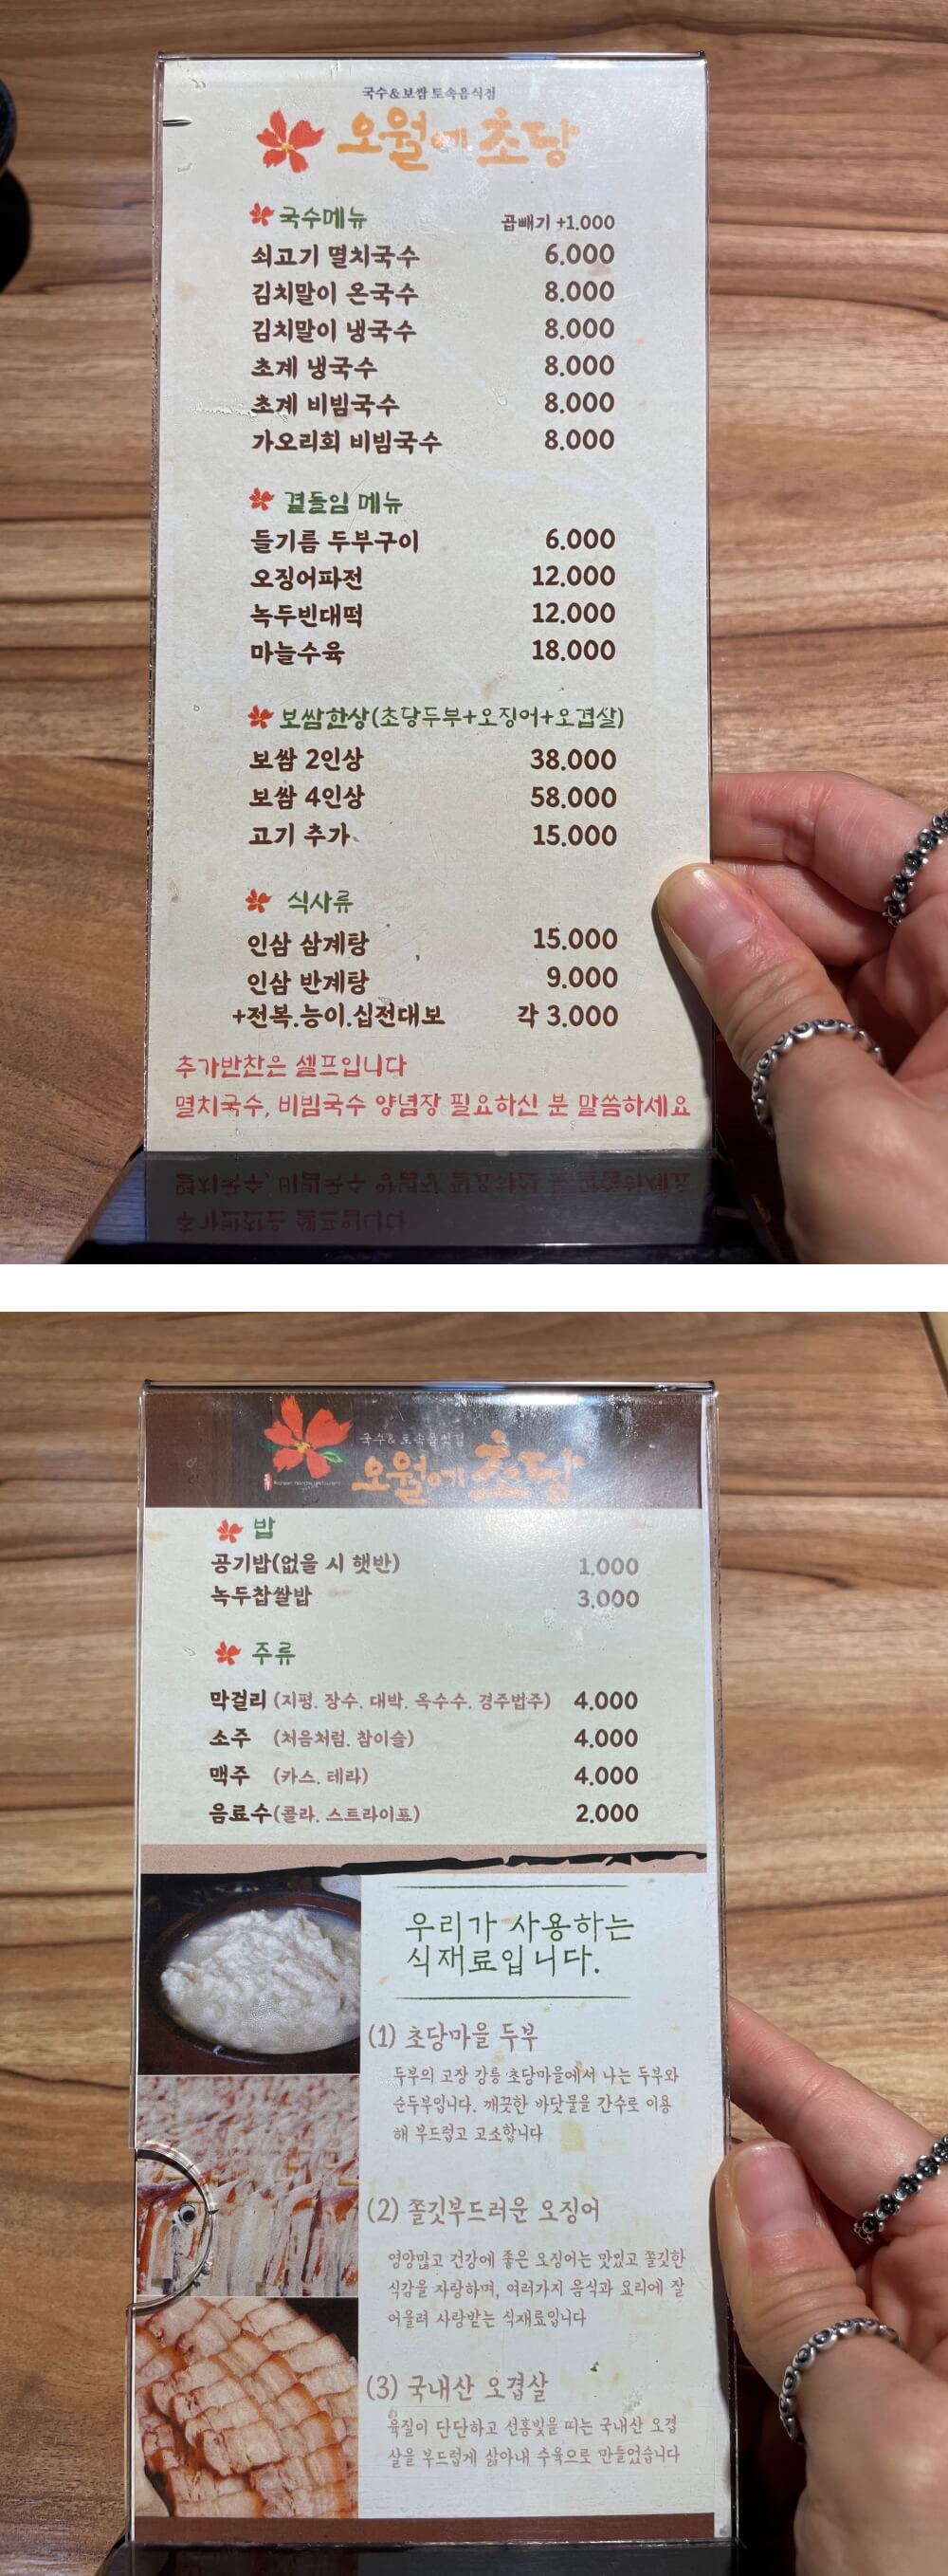 국수&보쌈 토속음식점
오월에 초당
국수메뉴 곱빼기 +1.000
쇠고기 멸치국수 6.000
김치말이 온국수 8.000
김치말이 냉국수 8.000
초계 냉국수 8.000
초계 비빔국수 8.000
가오리회 비빔국수 8.000
곁들임 메뉴
들기름 두부구이 6.000
오징어파전 12.000
녹두빈대떡 12.000
마늘수육 18.000
보쌈한상(초당두부+오징어+오겹살)
보쌈 2인상 38.000
보쌈 4인상 58.000
고기 추가 15.000
식사류
인삼 삼계탕 15.000
인삼 반계탕 9.000
+전복.능이.십전대보 각 3.000
추가반찬은 셀프입니다
멸치국수, 비빔국수 양념장 필요하신 분 말씀하세요
국수& 토속음식점
오월에 초당
밥
공기밥(없을 시 햇반) 1.000
녹두찹쌀밥 3.000
주류
막걸리 (지평. 장수. 대박. 옥수수. 경주법주) 4.000
소주 (처음처럼. 참이슬) 4.000
맥주 (카스. 테라) 4.000
음료수(콜라. 스트라이프) 2.000
우리가 사용하는
식재료입니다.
(1) 초당마을 두부
두부의 고장 강릉 초당마을에서 나는 두부와
순두부입니다. 깨끗한 바닷물을 간수로 이용
해 부드럽고 고소합니다
(2) 쫄깃부드러운 오징어
영양많고 건강에 좋은 오징어는 맛있고 쫄깃한
식감을 자랑하며, 여러가지 음식과 요리에 잘
어울려 사랑받는 식재료입니다
(3) 국내산 오겹살
육질이 단단하고 선홍빛을 띠는 국내산 오겹
살을 부드럽게 삶아내 수육으로 만들었습니다